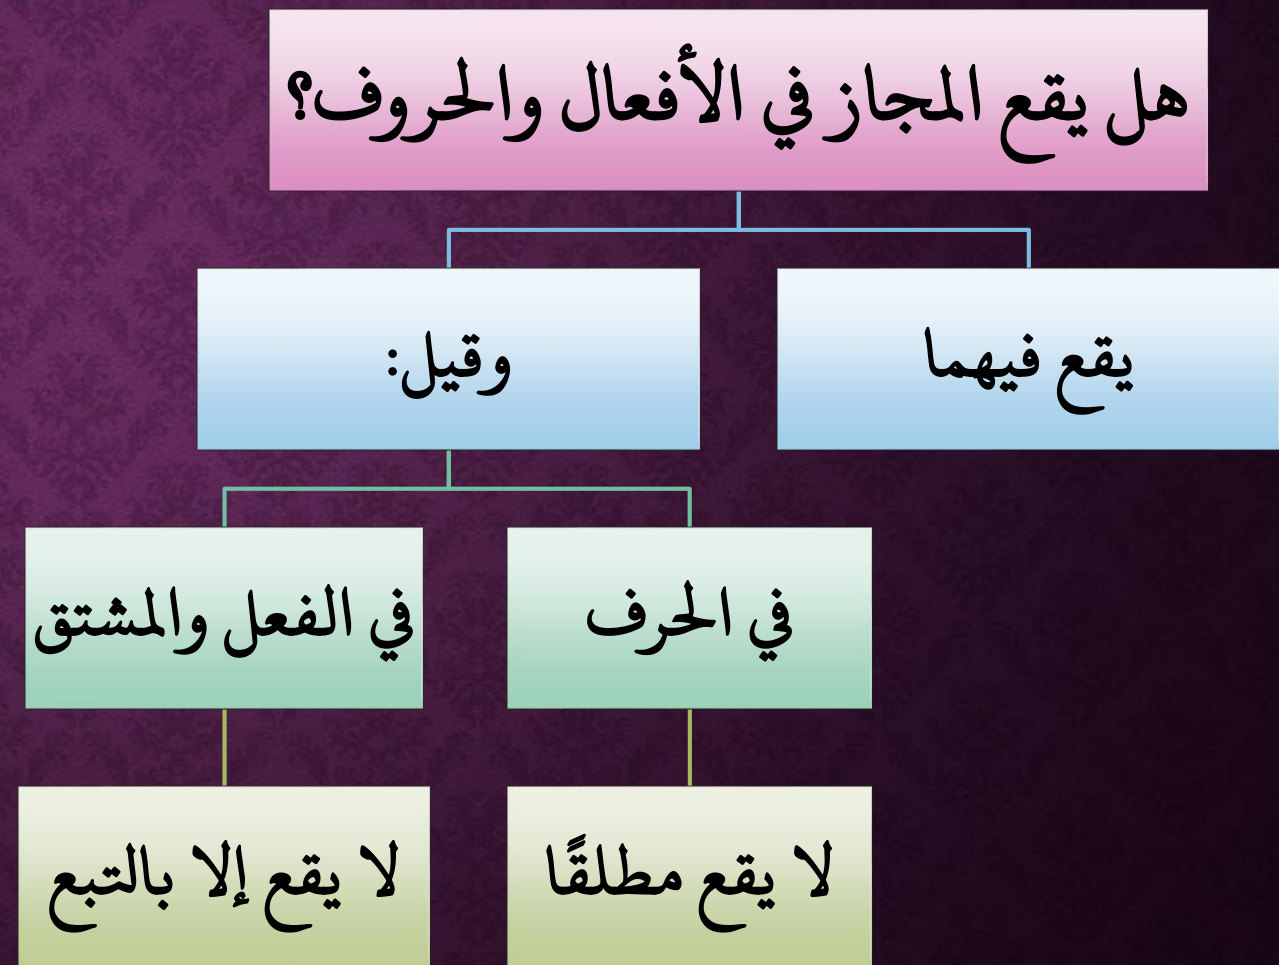 هل يقع المجاز في الأفعال والحروف؟
يقع فيهما
وقيل:
في الحرف
في الفعل والمشتق
لا يقع مطلقًا
لا يقع إلا بالتبع